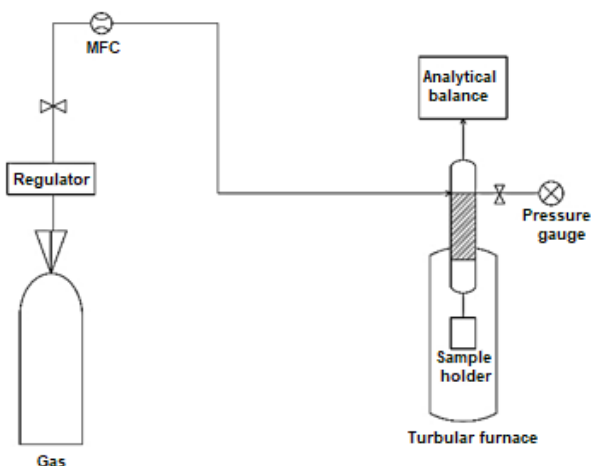 MFC
Analytical
balance
Regulator
Pressure
gauge
Sample
holder
Turbular furnace
Gas